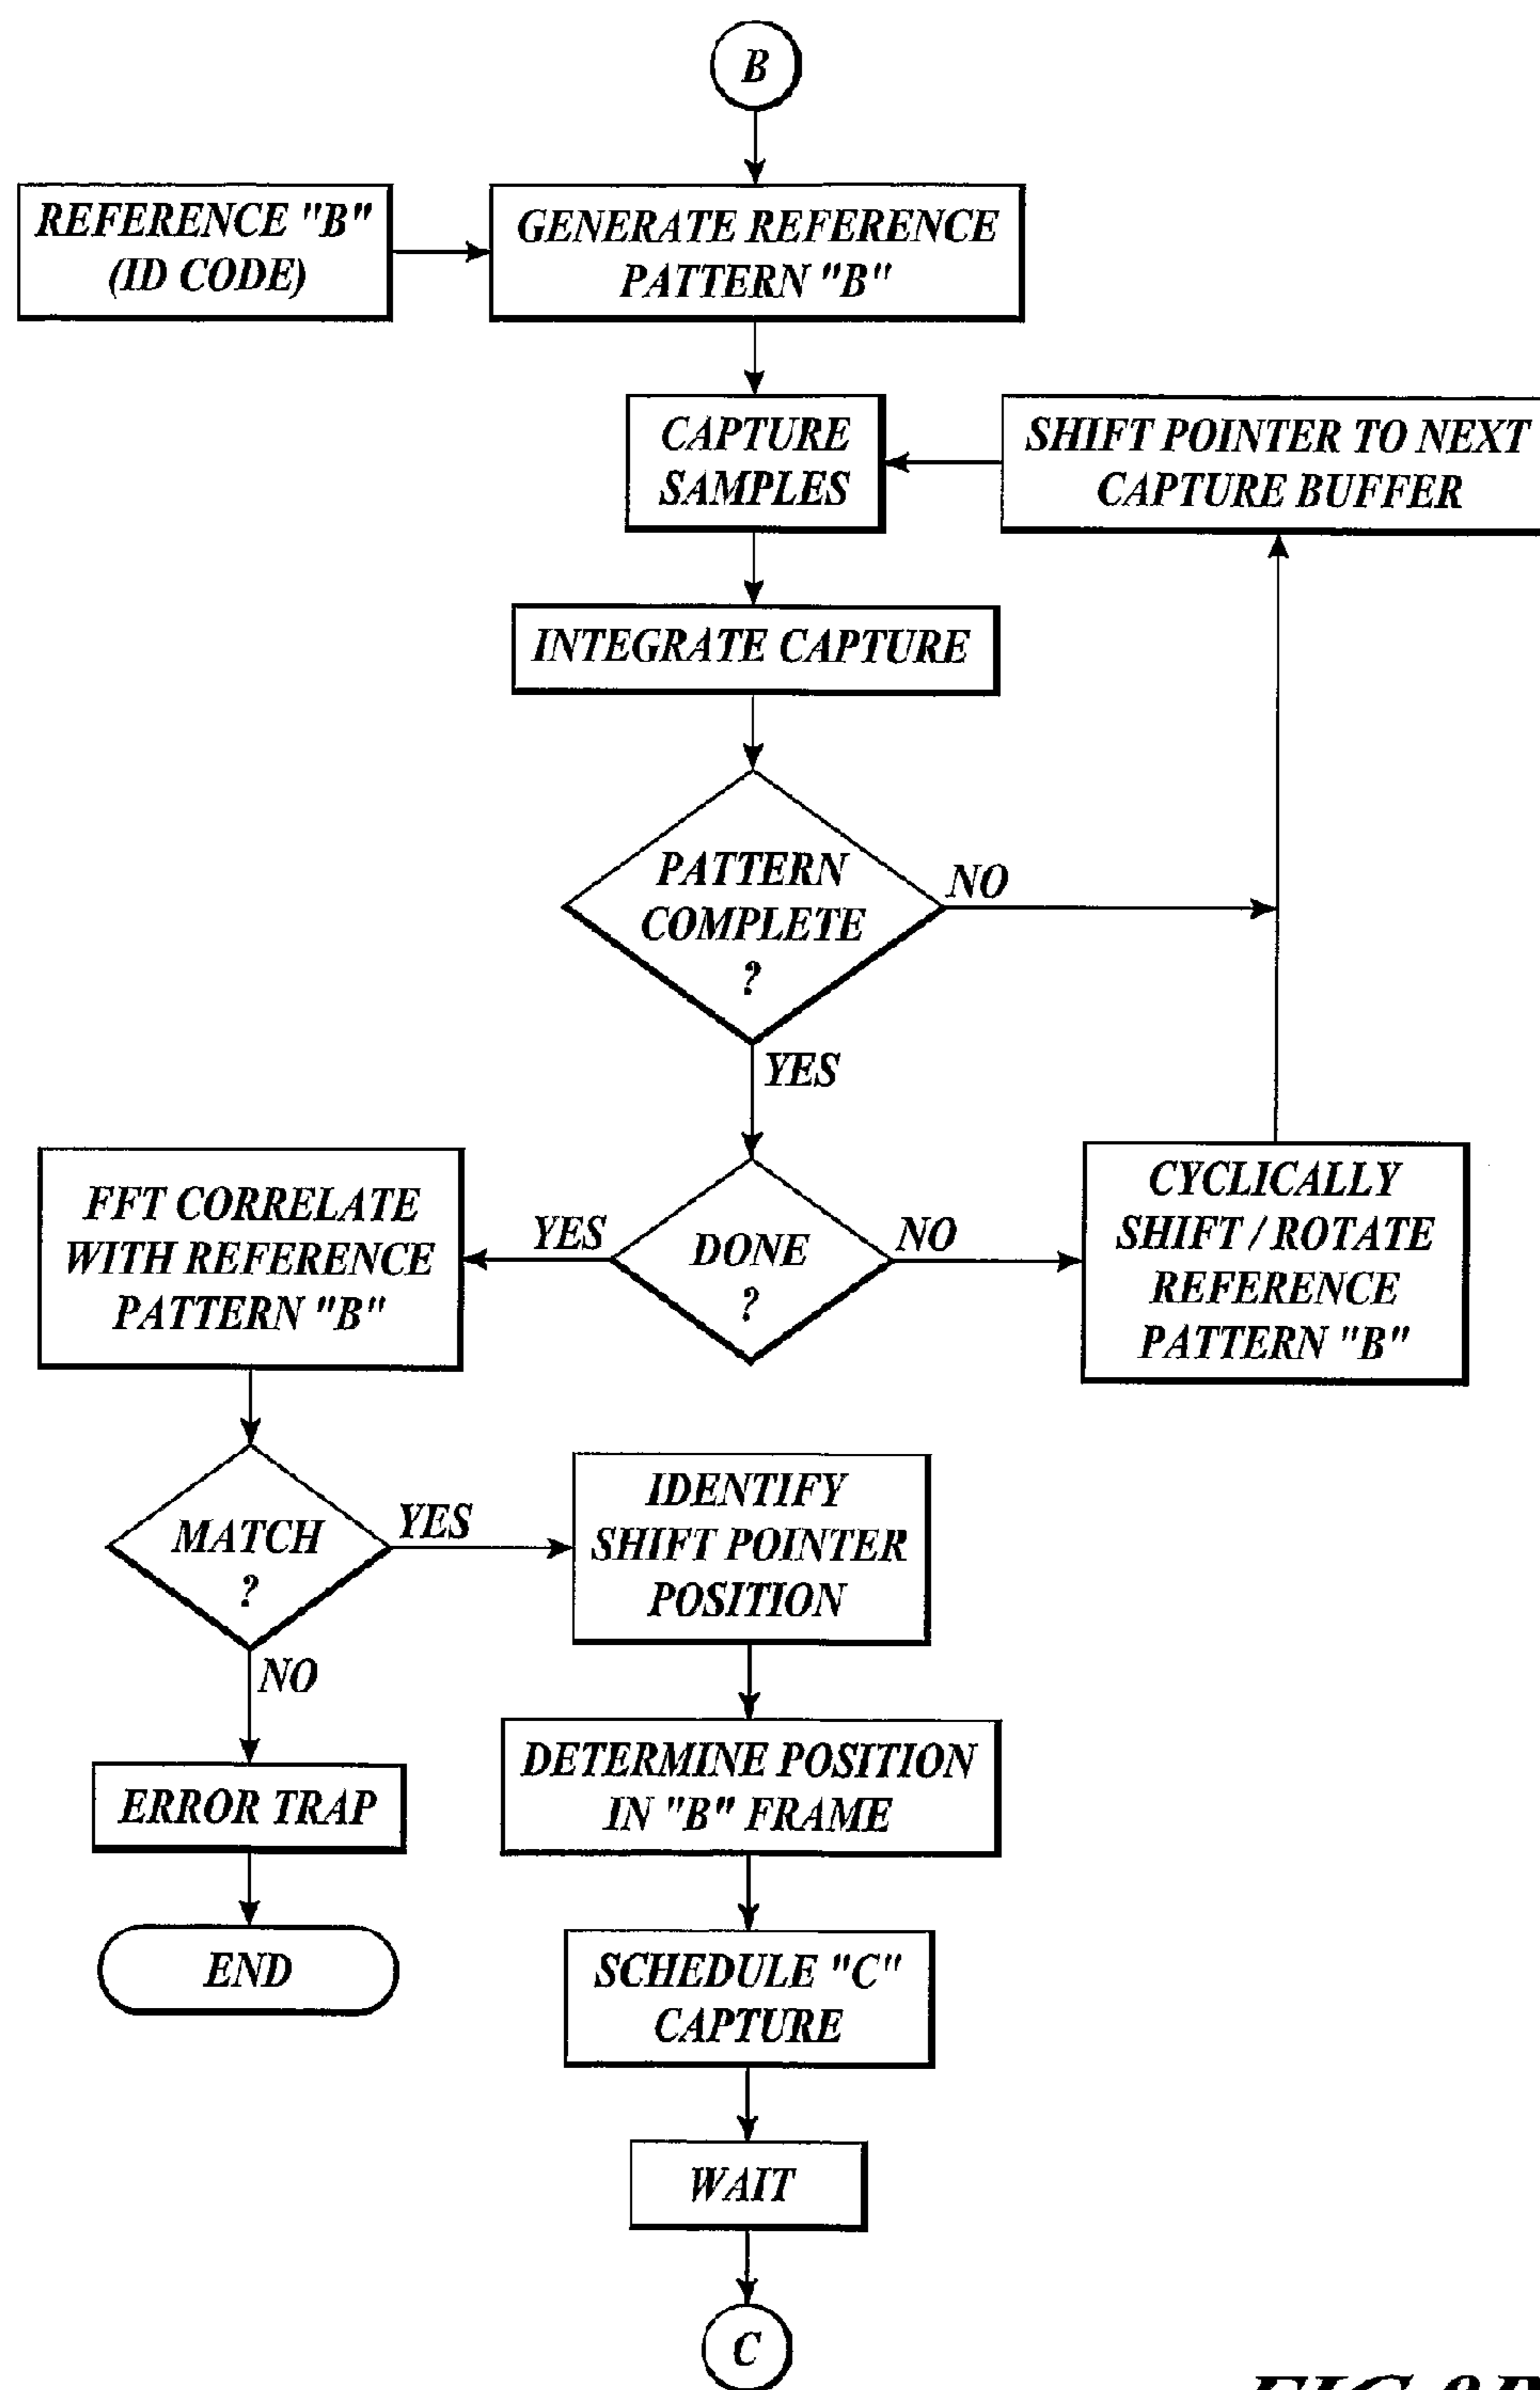 B
REFERENCE "B"
(ID CODE)
GENERATE REFERENCE
PATTERN "B"
CAPTURE
SAMPLES
SHIFT POINTER TO NEXT
CAPTURE BUFFER
INTEGRATE CAPTURE
PATTERN
COMPLETE
?
NO
YES
FFT CORRELATE
WITH REFERENCE
PATTERN "B"
YES
DONE
?
NO
CYCLICALLY
SHIFT / ROTATE
REFERENCE
PATTERN "B"
MATCH
?
YES
NO
IDENTIFY
SHIFT POINTER
POSITION
ERROR TRAP
DETERMINE POSITION
IN "B" FRAME
END
SCHEDULE "C"
CAPTURE
WAIT
C